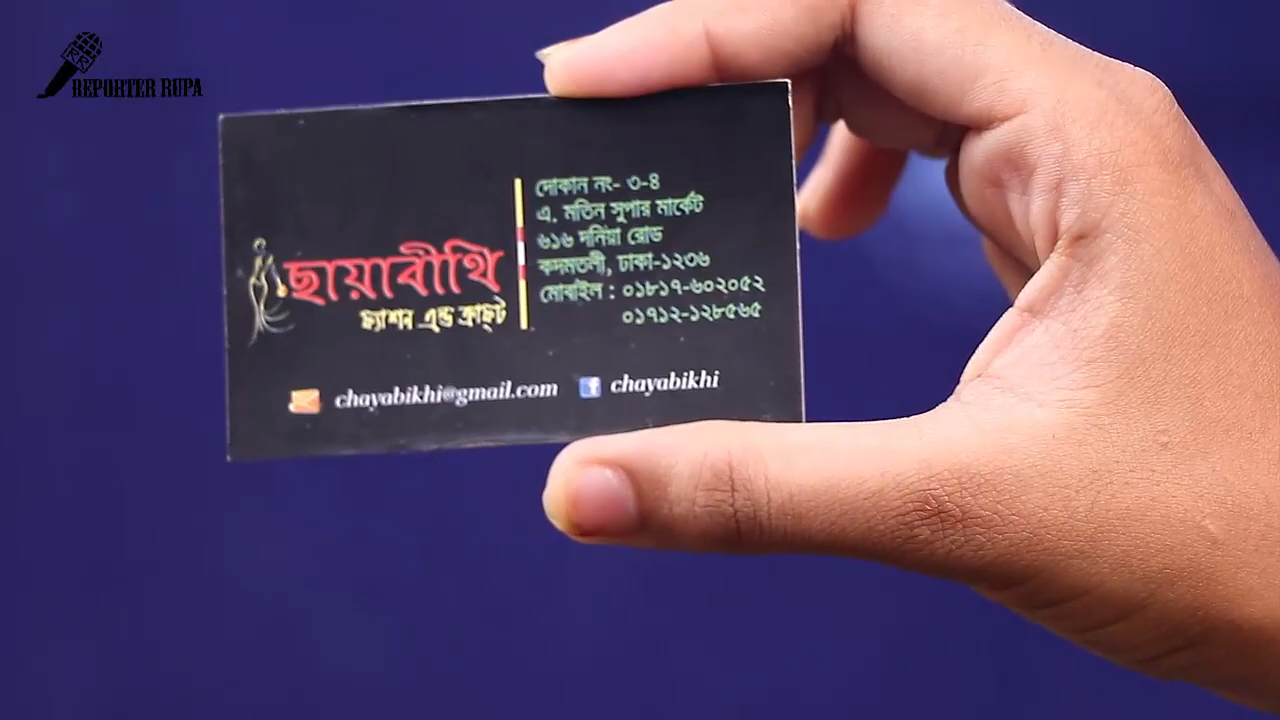 REPORTER RUPA
ছায়াবীথি
ফ্যাশন এন্ড ক্রাফ্ট
দোকান নং- ৩-৪
এ. মতিন সুপার মার্কেট
৬১৬ দনিয়া রোড
কদমতলী, ঢাকা-১২৩৬
মোবাইল : ০১৮১৭-৬০২০৫২
০১৭১২-১২৮৫৬৫
chayabikhi@gmail.com
chayabikhi